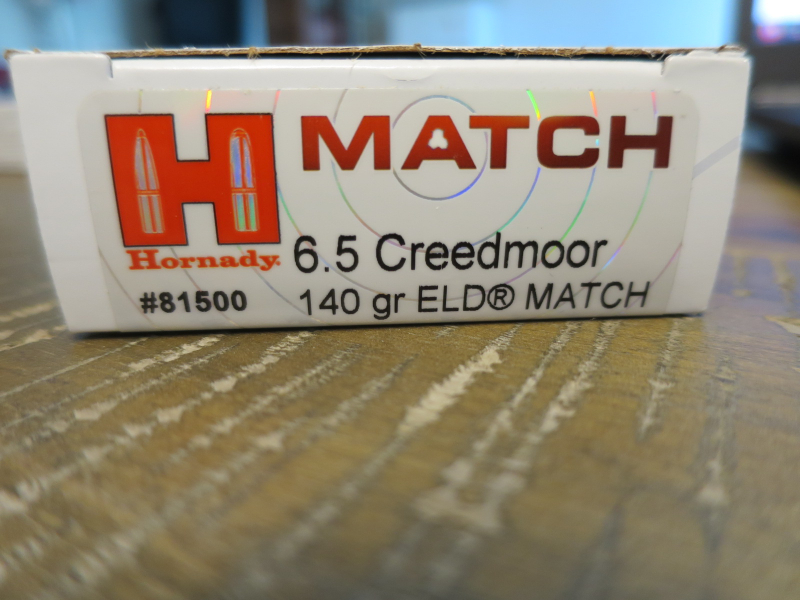 H MATCH
Hornady.
6.5 Creedmoor
#81500
140 gr ELD® MATCH